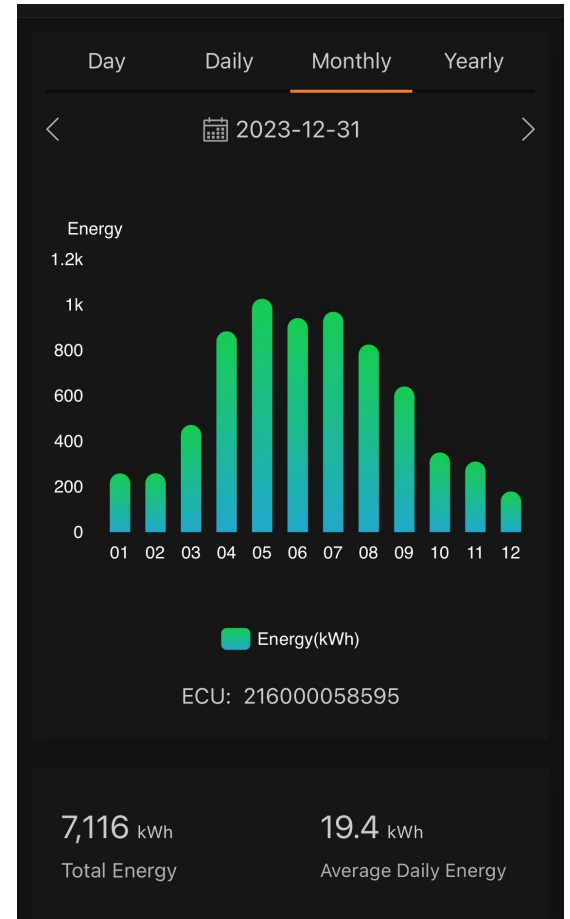 Day Daily Monthly Yearly
2023-12-31
Energy
1.2k
1k
800
600
400
200
0
01 02 03 04 05 06 07 08 09 10 11 12
Energy(kWh)
ECU: 216000058595
7,116 kWh 19.4 kWh
Total Energy Average Daily Energy